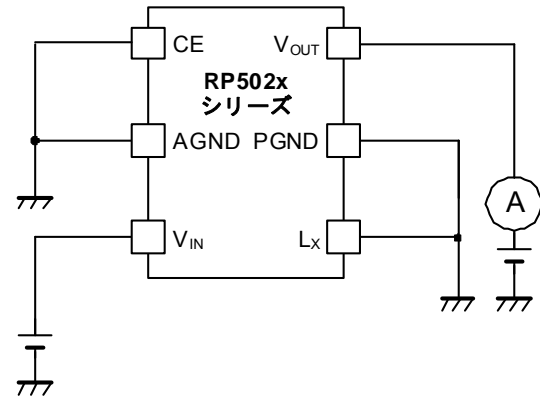 CE
VOUT
RP502x
シリーズ
AGND
PGND
A
VIN
LX